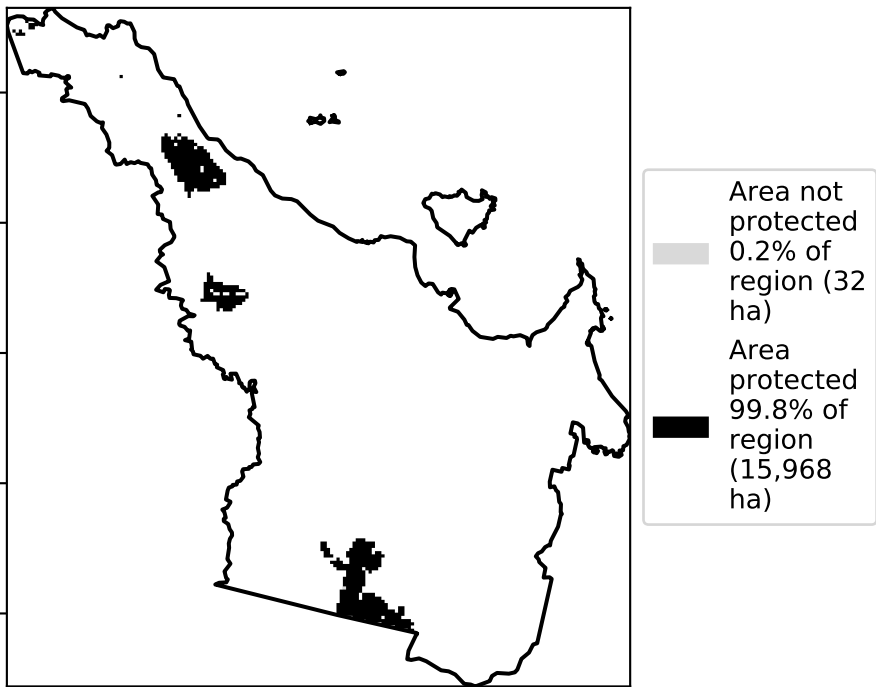 Area not
protected
0.2% of
region (32
ha)
Area
protected
99.8% of
region
(15,968
ha)